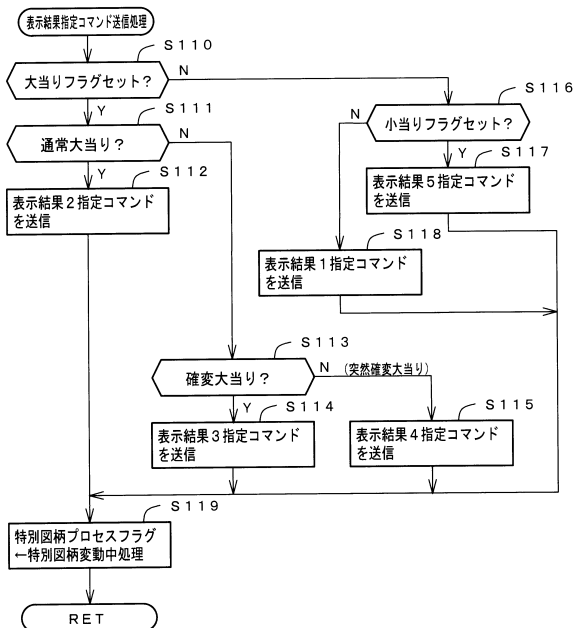 表示結果指定コマンド送信処理
S110
大当りフラグセット？
N
Y
S111
通常大当り？
N
Y
S112
表示結果２指定コマンド
を送信
S116
小当りフラグセット？
N
Y
S117
表示結果５指定コマンド
を送信
S118
表示結果１指定コマンド
を送信
S113
確変大当り？
N
(突然確変大当り)
Y
S114
表示結果３指定コマンド
を送信
S115
表示結果４指定コマンド
を送信
S119
特別図柄プロセスフラグ
←特別図柄変動中処理
RET